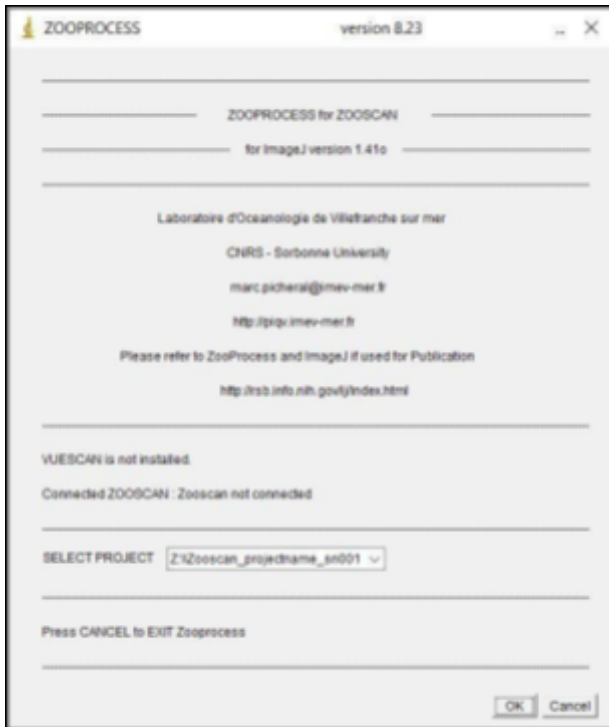 ZOOPROCESS version 8.23
ZOOPROCESS for ZOOSCAN
for ImageJ version 1.41o
Laboratoire d'Oceanologie de Villefranche sur mer
CNRS - Sorbonne University
marc.picheral@imev-mer.fr
http://piqv.imev-mer.fr
Please refer to ZooProcess and ImageJ if used for Publication
http://rsb.info.nih.gov/ij/index.html
VUESCAN is not installed.
Connected ZOOSCAN : Zooscan not connected
SELECT PROJECT Z:\Zooscan_projectname_sn001
Press CANCEL to EXIT Zooprocess
OK Cancel